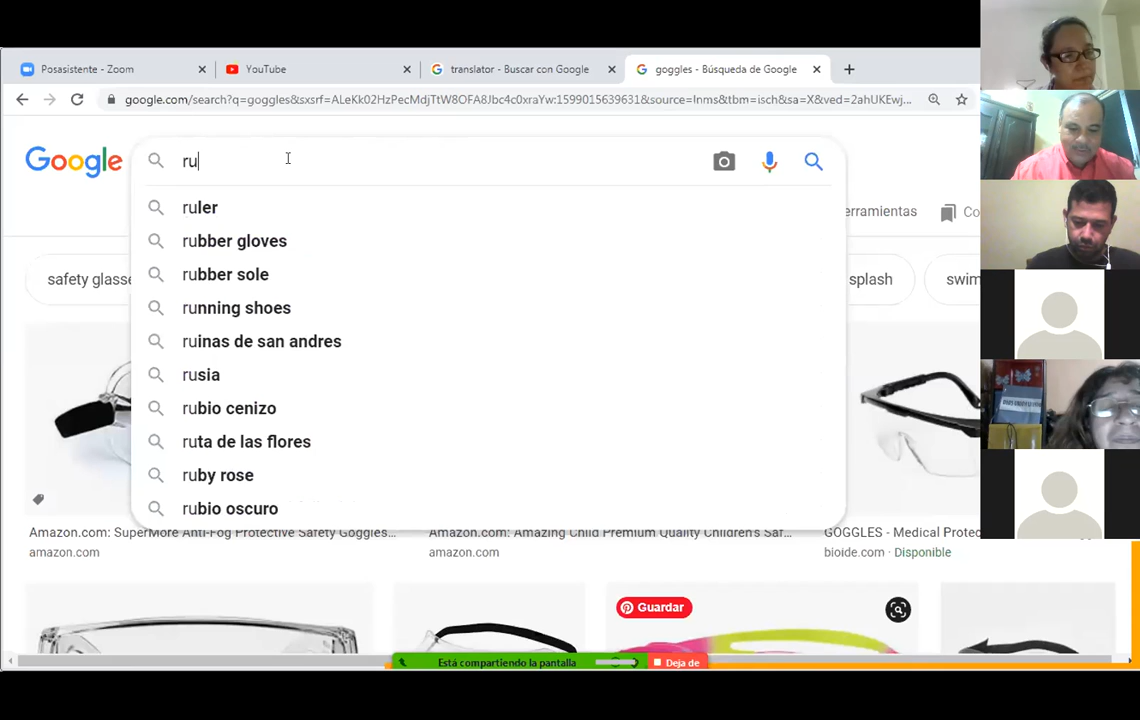 Posasistente - Zoom
YouTube
translator - Buscar con Google
goggles - Búsqueda de Google
google.com/search?q=goggles&sxsrf=ALeKk02HzPecMdjTtW8OFA8Jbc4c0xraYw:1599015639631&source=lnms&tbm=isch&sa=X&ved=2ahUKEwj...
Google
ru
ruler
rubber gloves
rubber sole
running shoes
ruinas de san andres
rusia
rubio cenizo
ruta de las flores
ruby rose
rubio oscuro
erramientas
Co
safety glasse
splash
swim
Amazon.com: SuperMore Anti-Fog Protective Safety Goggles...
amazon.com
Amazon.com: Amazing Child Premium Quality Children's Saf...
amazon.com
GOGGLES - Medical Protec
bioide.com · Disponible
Guardar
Está compartiendo la pantalla
Deja de